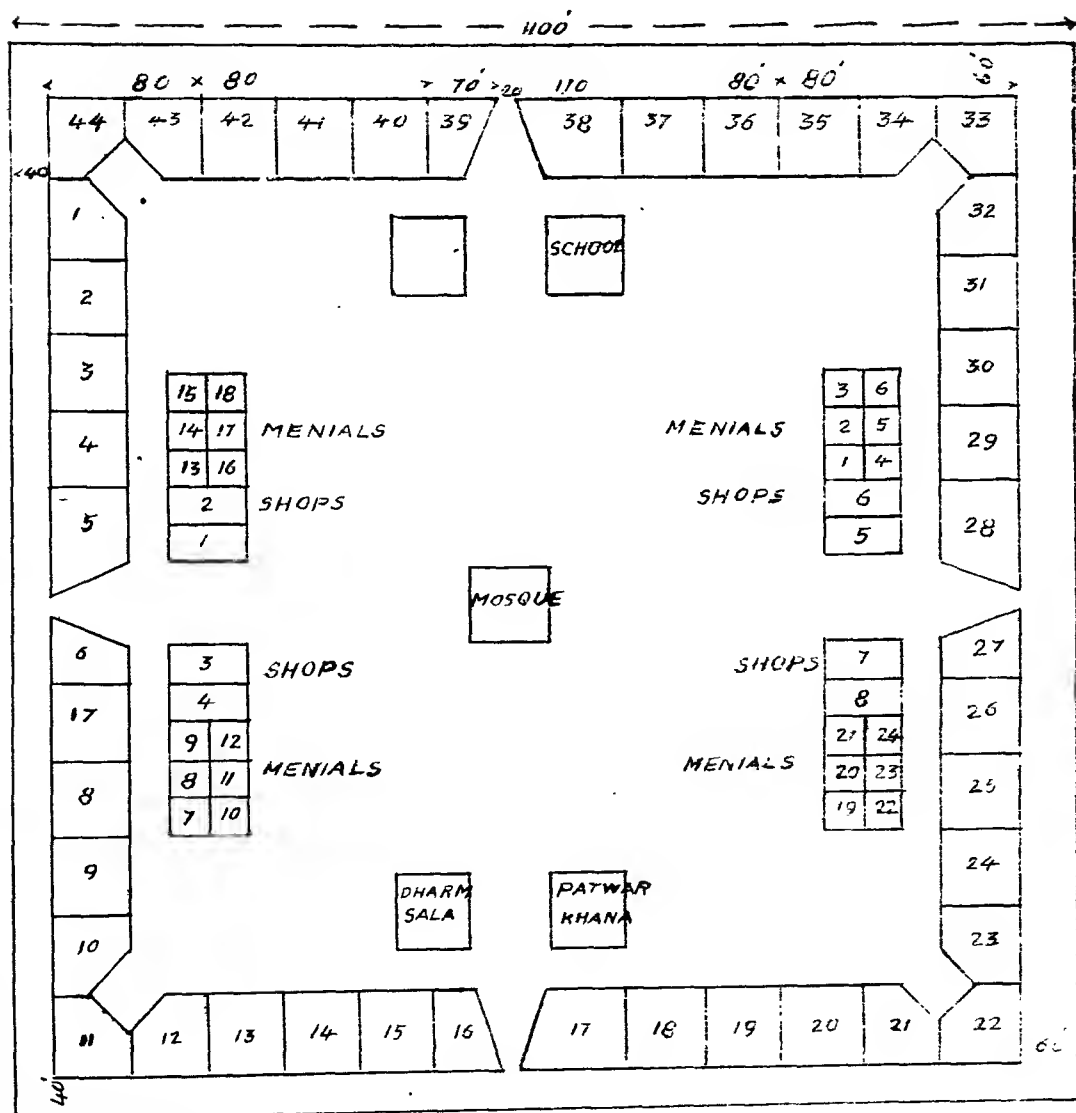 1100'
80 × 80 70' 20 110 80' × 80' 60'
44 43 42 41 40 39 38 37 36 35 34 33
40
1 32
SCHOOL
2 31
3 30
15 18 3 6
4 14 17 MENIALS MENIALS 2 5 29
13 16 1 4
5 2 SHOPS SHOPS 6 28
1 5
MOSQUE
6 3 SHOPS SHOPS 7 27
17 4 8 26
9 12 21 24
8 8 11 MENIALS MENIALS 20 23 25
7 10 19 22
9 24
DHARM PATWAR
SALA KHANA
10 23
11 12 13 14 15 16 17 18 19 20 21 22
40'